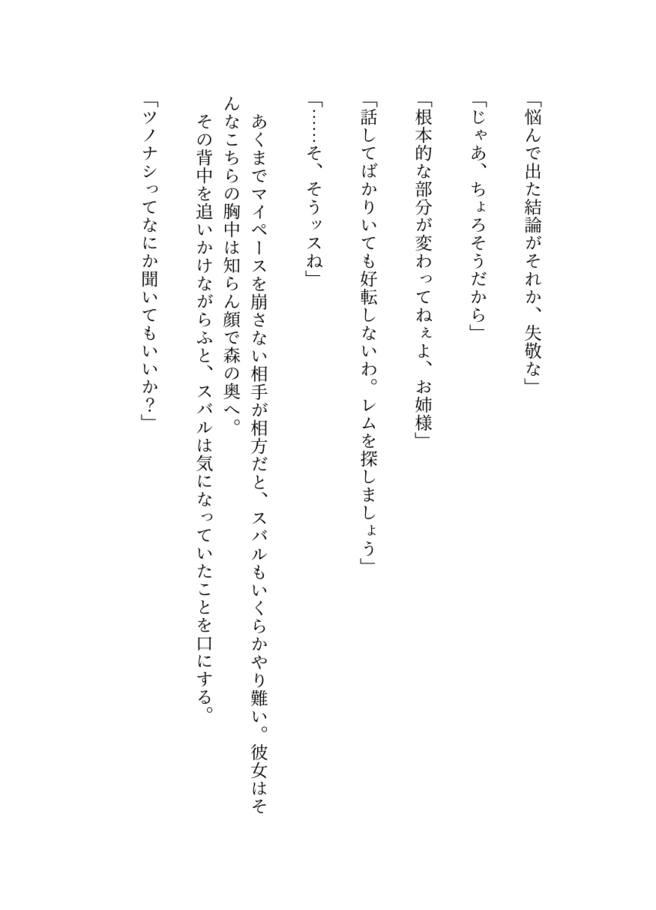 「悩んで出た結論がそれか、失敬な」
「じゃあ、ちょろそうだから」
「根本的な部分が変わってねぇよ、お姉様」
「話してばかりいても好転しないわ。レムを探しましょう」
「……そ、そうッスね」
あくまでマイペースを崩さない相手が相方だと、スバルもいくらかやり難い。彼女はそ
んなこちらの胸中は知らん顔で森の奥へ。
その背中を追いかけながらふと、スバルは気になっていたことを口にする。
「ツノナシってなにか聞いてもいいか？」